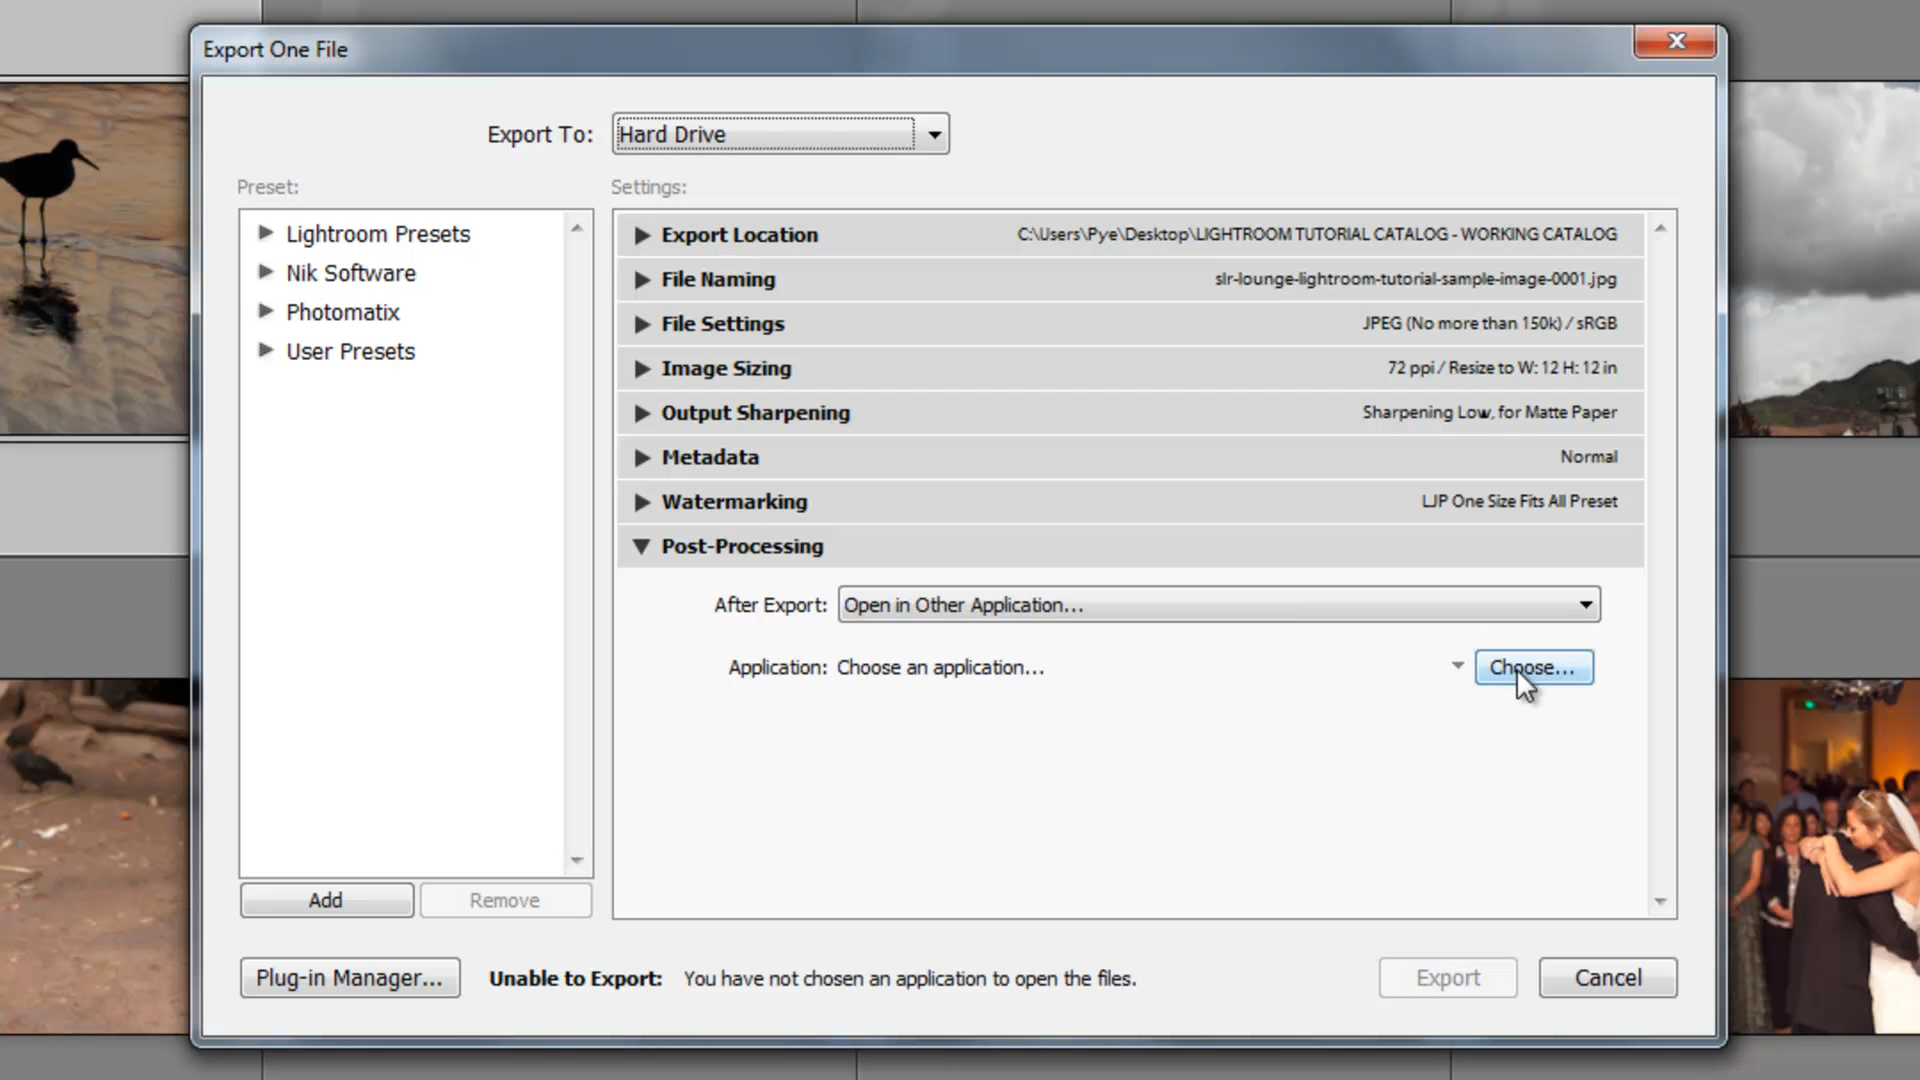 Export One File
Export To: Hard Drive
Preset:
Settings:
Lightroom Presets
Nik Software
Photomatix
User Presets
Export Location C:\Users\Pye\Desktop\LIGHTROOM TUTORIAL CATALOG - WORKING CATALOG
File Naming slr-lounge-lightroom-tutorial-sample-image-0001.jpg
File Settings JPEG (No more than 150k) / sRGB
Image Sizing 72 ppi / Resize to W: 12 H: 12 in
Output Sharpening Sharpening Low, for Matte Paper
Metadata Normal
Watermarking LJP One Size Fits All Preset
Post-Processing
After Export: Open in Other Application...
Application: Choose an application... Choose...
Add Remove
Plug-in Manager... Unable to Export: You have not chosen an application to open the files. Export Cancel